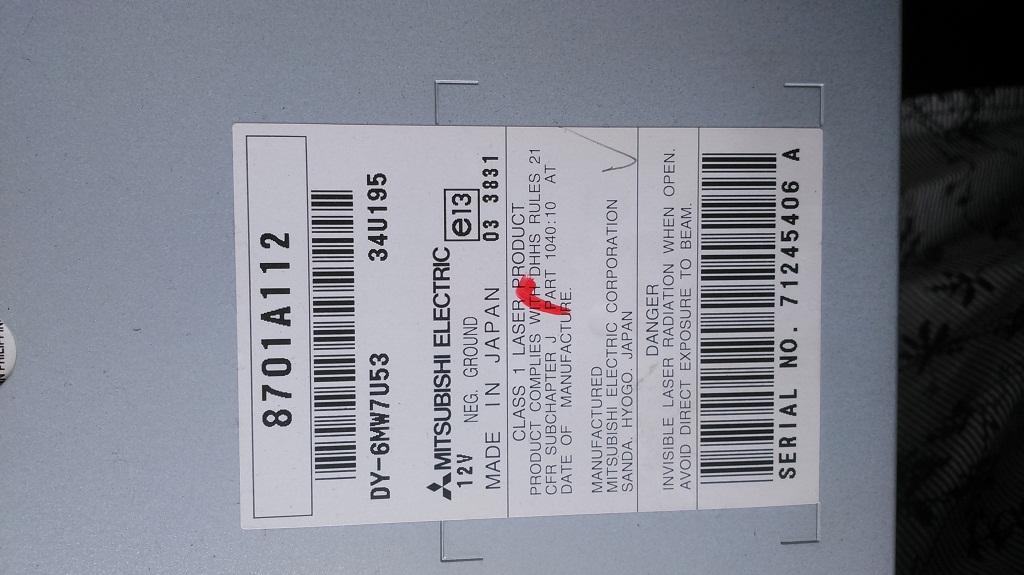 8701A112
DY-6MW7U53 34U195
MITSUBISHI ELECTRIC
12V NEG. GROUND e13
MADE IN JAPAN 03 3831
CLASS 1 LASER PRODUCT
PRODUCT COMPLIES WITH DHHS RULES 21
CFR SUBCHAPTER J PART 1040:10 AT
DATE OF MANUFACTURE.
MANUFACTURED
MITSUBISHI ELECTRIC CORPORATION
SANDA. HYOGO. JAPAN
DANGER
INVISIBLE LASER RADIATION WHEN OPEN.
AVOID DIRECT EXPOSURE TO BEAM.
SERIAL NO. 71245406 A